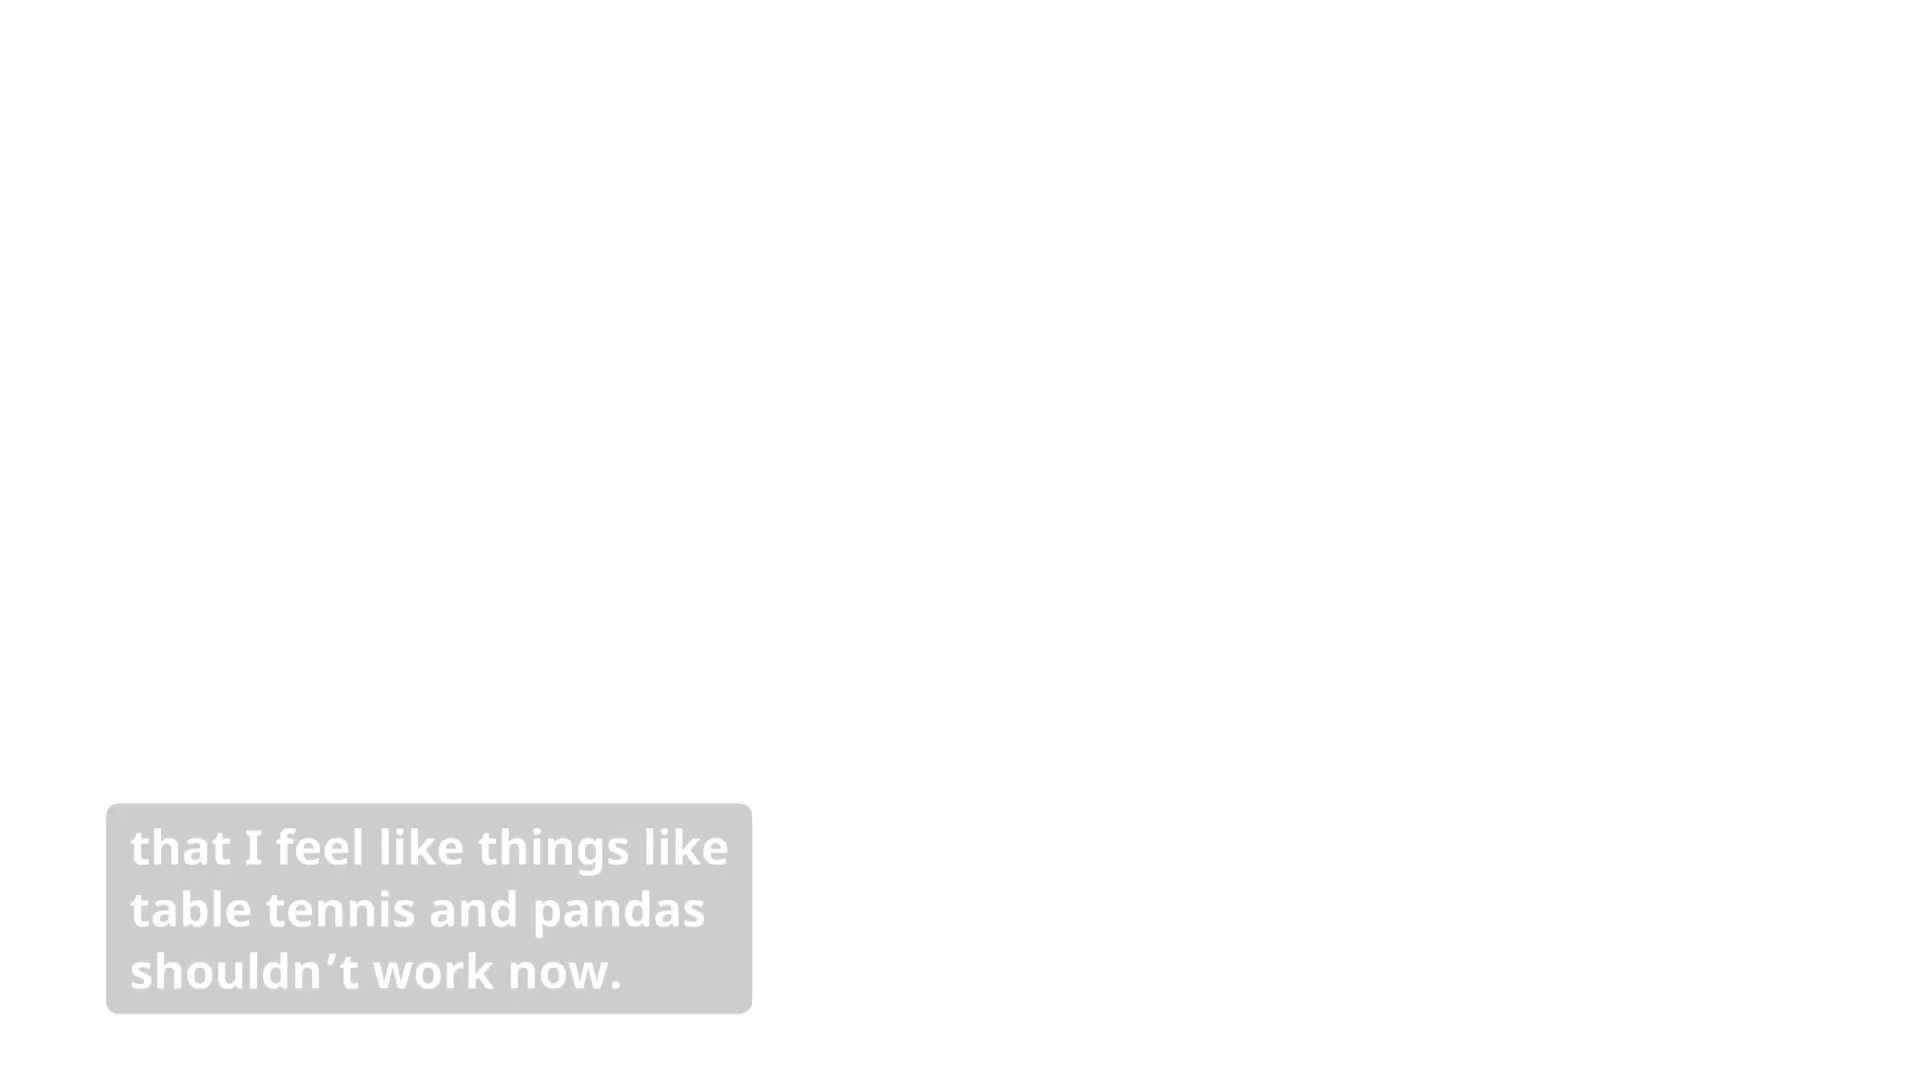 that I feel like things like
table tennis and pandas
shouldn’t work now.